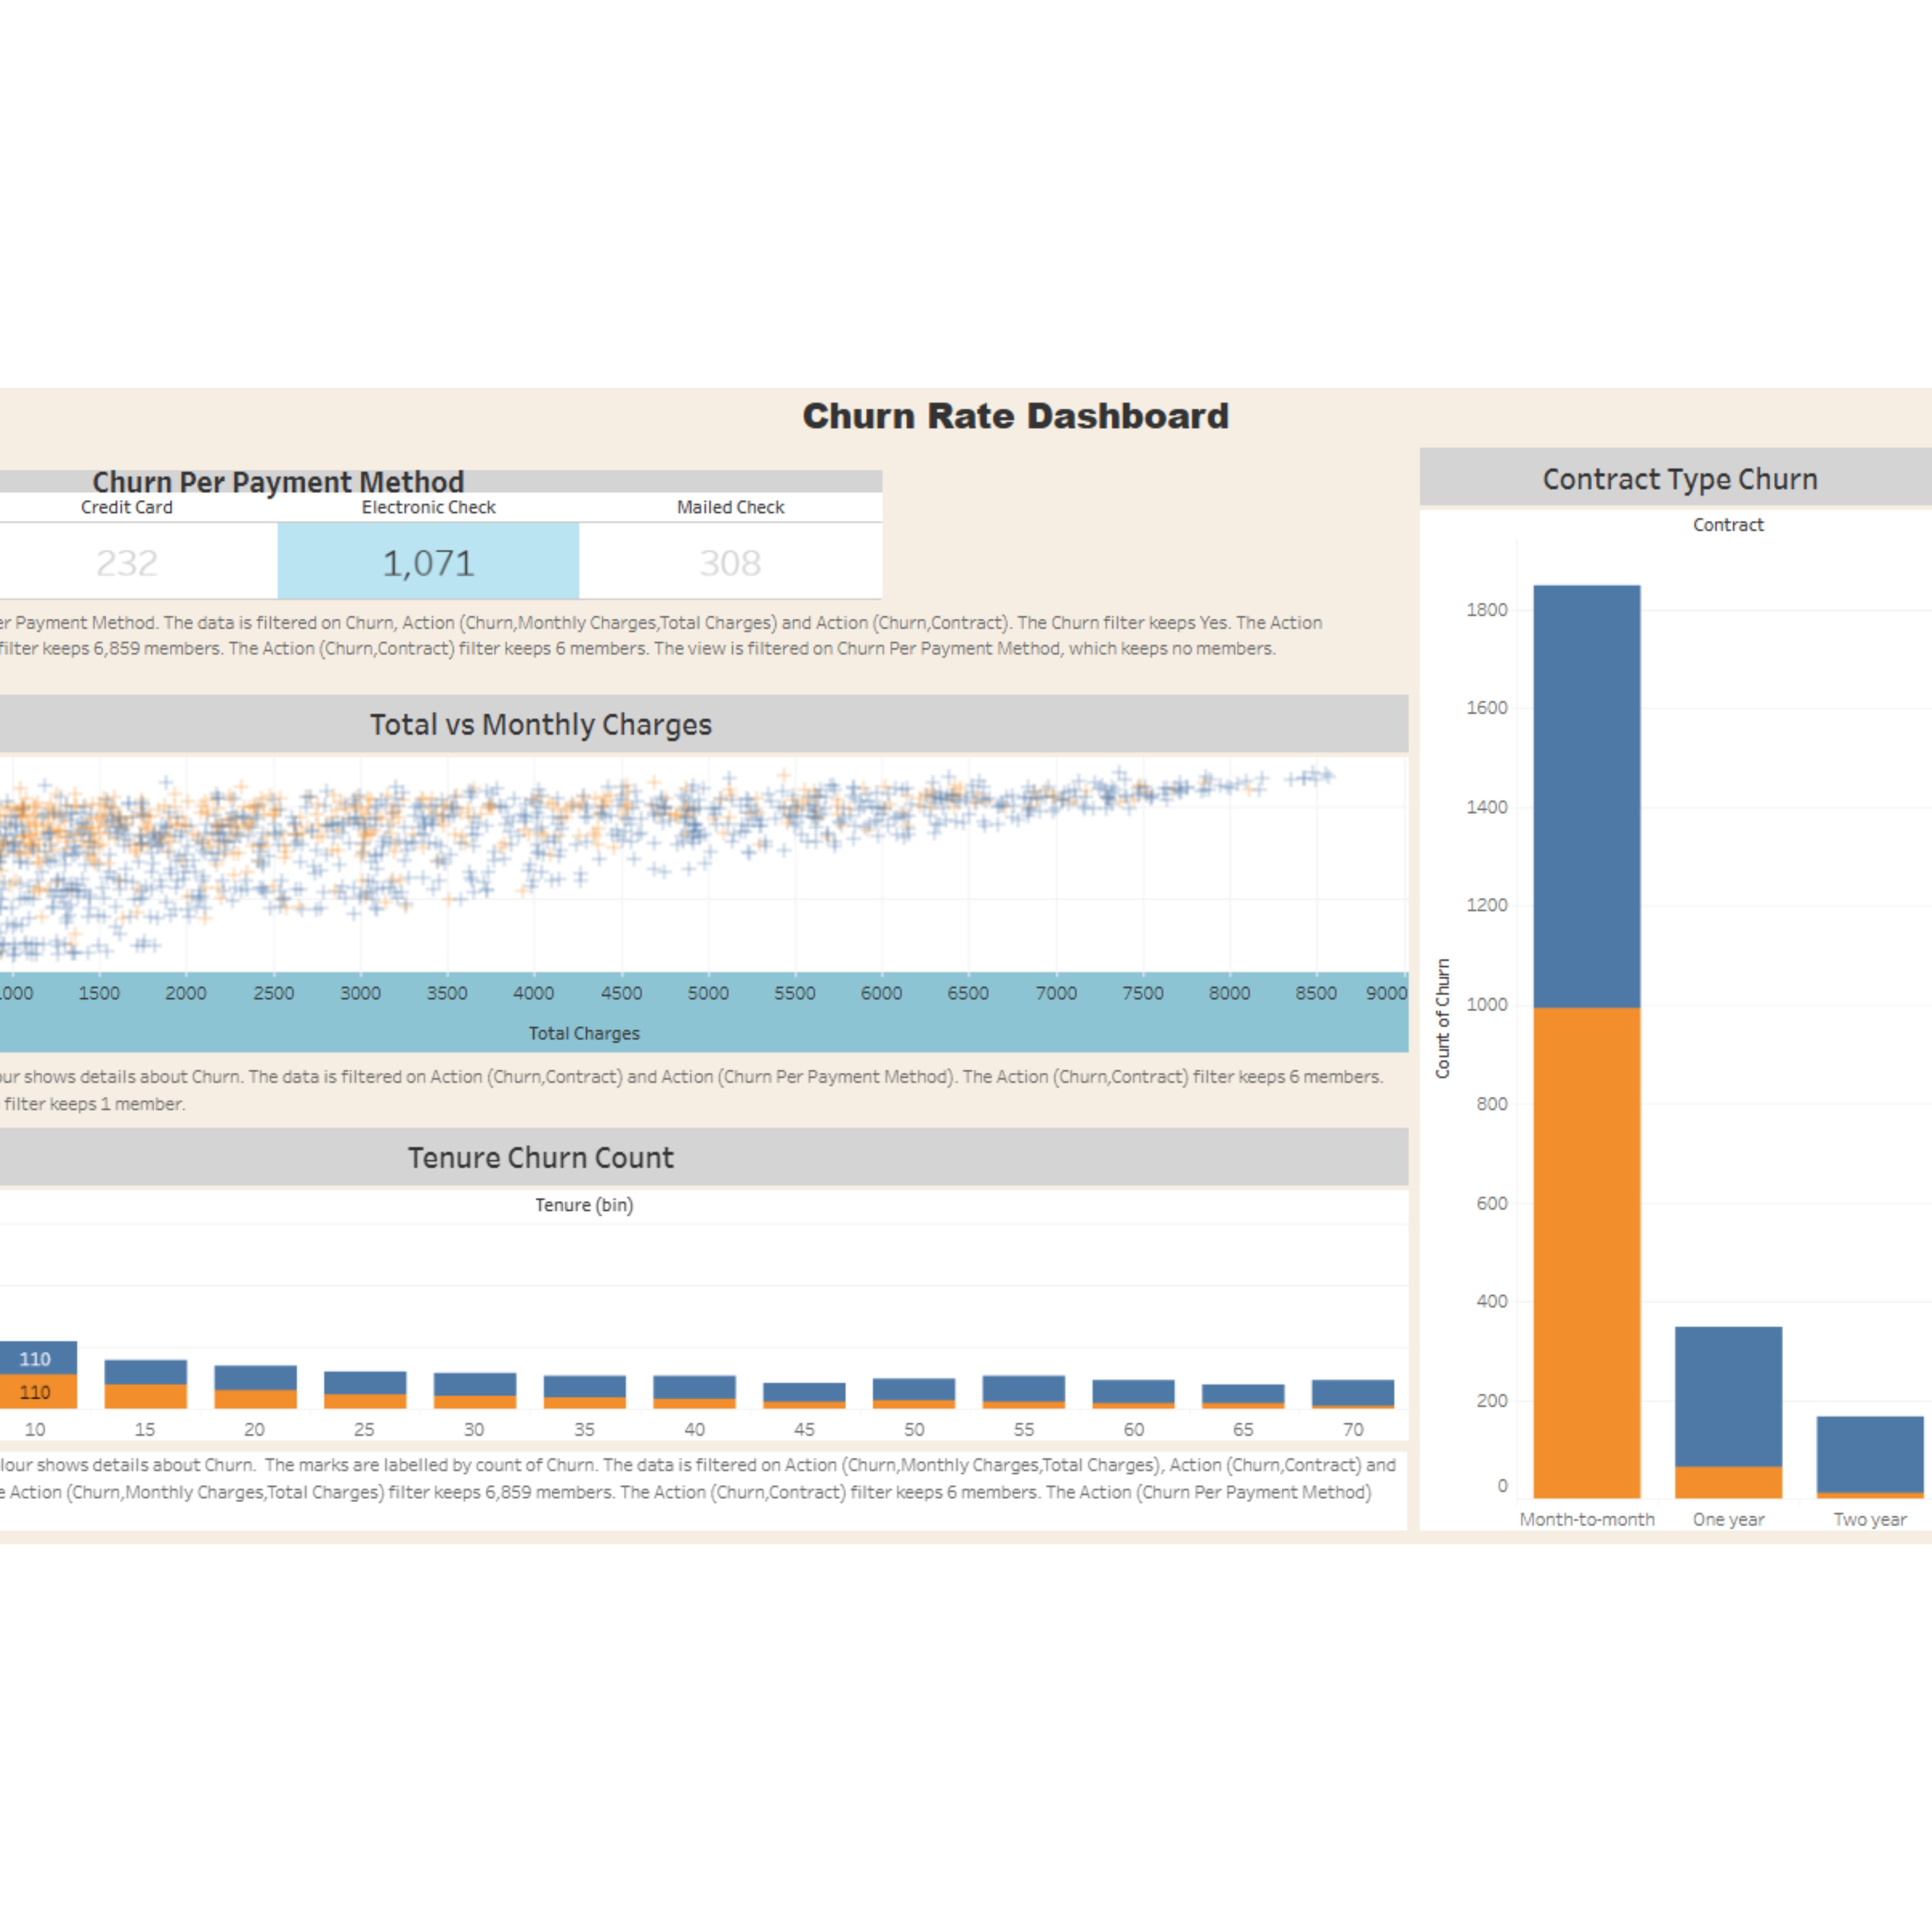 Churn Rate Dashboard
Churn Per Payment Method
Credit Card Electronic Check Mailed Check
232 1,071 308
Payment Method. The data is filtered on Churn, Action (Churn,Monthly Charges,Total Charges) and Action (Churn,Contract). The Churn filter keeps Yes. The Action
filter keeps 6,859 members. The Action (Churn,Contract) filter keeps 6 members. The view is filtered on Churn Per Payment Method, which keeps no members.
Total vs Monthly Charges
1500 2000 2500 3000 3500 4000 4500 5000 5500 6000 6500 7000 7500 8000 8500 9000
Total Charges
shows details about Churn. The data is filtered on Action (Churn,Contract) and Action (Churn Per Payment Method). The Action (Churn,Contract) filter keeps 6 members.
filter keeps 1 member.
Tenure Churn Count
Tenure (bin)
110
110
10 15 20 25 30 35 40 45 50 55 60 65 70
shows details about Churn. The marks are labelled by count of Churn. The data is filtered on Action (Churn,Monthly Charges,Total Charges), Action (Churn,Contract) and
Action (Churn,Monthly Charges,Total Charges) filter keeps 6,859 members. The Action (Churn,Contract) filter keeps 6 members. The Action (Churn Per Payment Method)
Contract Type Churn
Contract
Count of Churn
1800
1600
1400
1200
1000
800
600
400
200
0
Month-to-month One year Two year